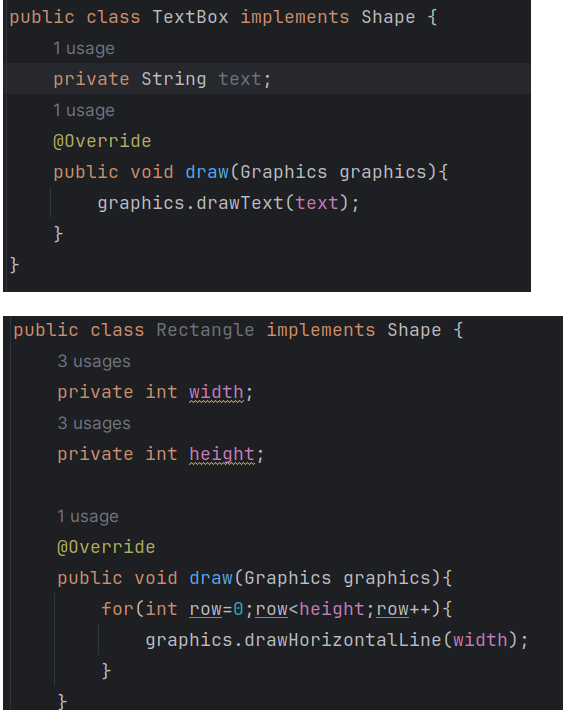 public class TextBox implements Shape {
1 usage
private String text;
1 usage
@Override
public void draw(Graphics graphics){
graphics.drawText(text);
}
}
public class Rectangle implements Shape {
3 usages
private int width;
3 usages
private int height;
1 usage
@Override
public void draw(Graphics graphics){
for(int row=0;row<height;row++){
graphics.drawHorizontalLine(width);
}
}